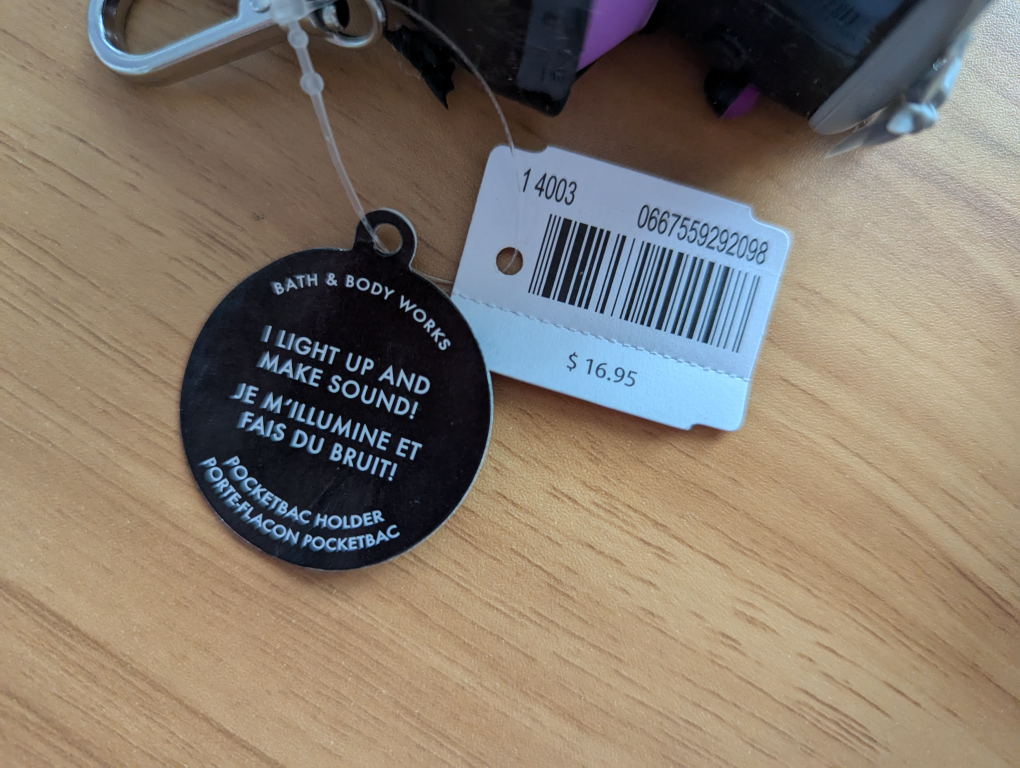 BATH & BODY WORKS
I LIGHT UP AND
MAKE SOUND!
JE M'ILLUMINE ET
FAIS DU BRUIT!
POCKETBAC HOLDER
PORTE-FLACON POCKETBAC
1 4003
0667559292098
$ 16.95